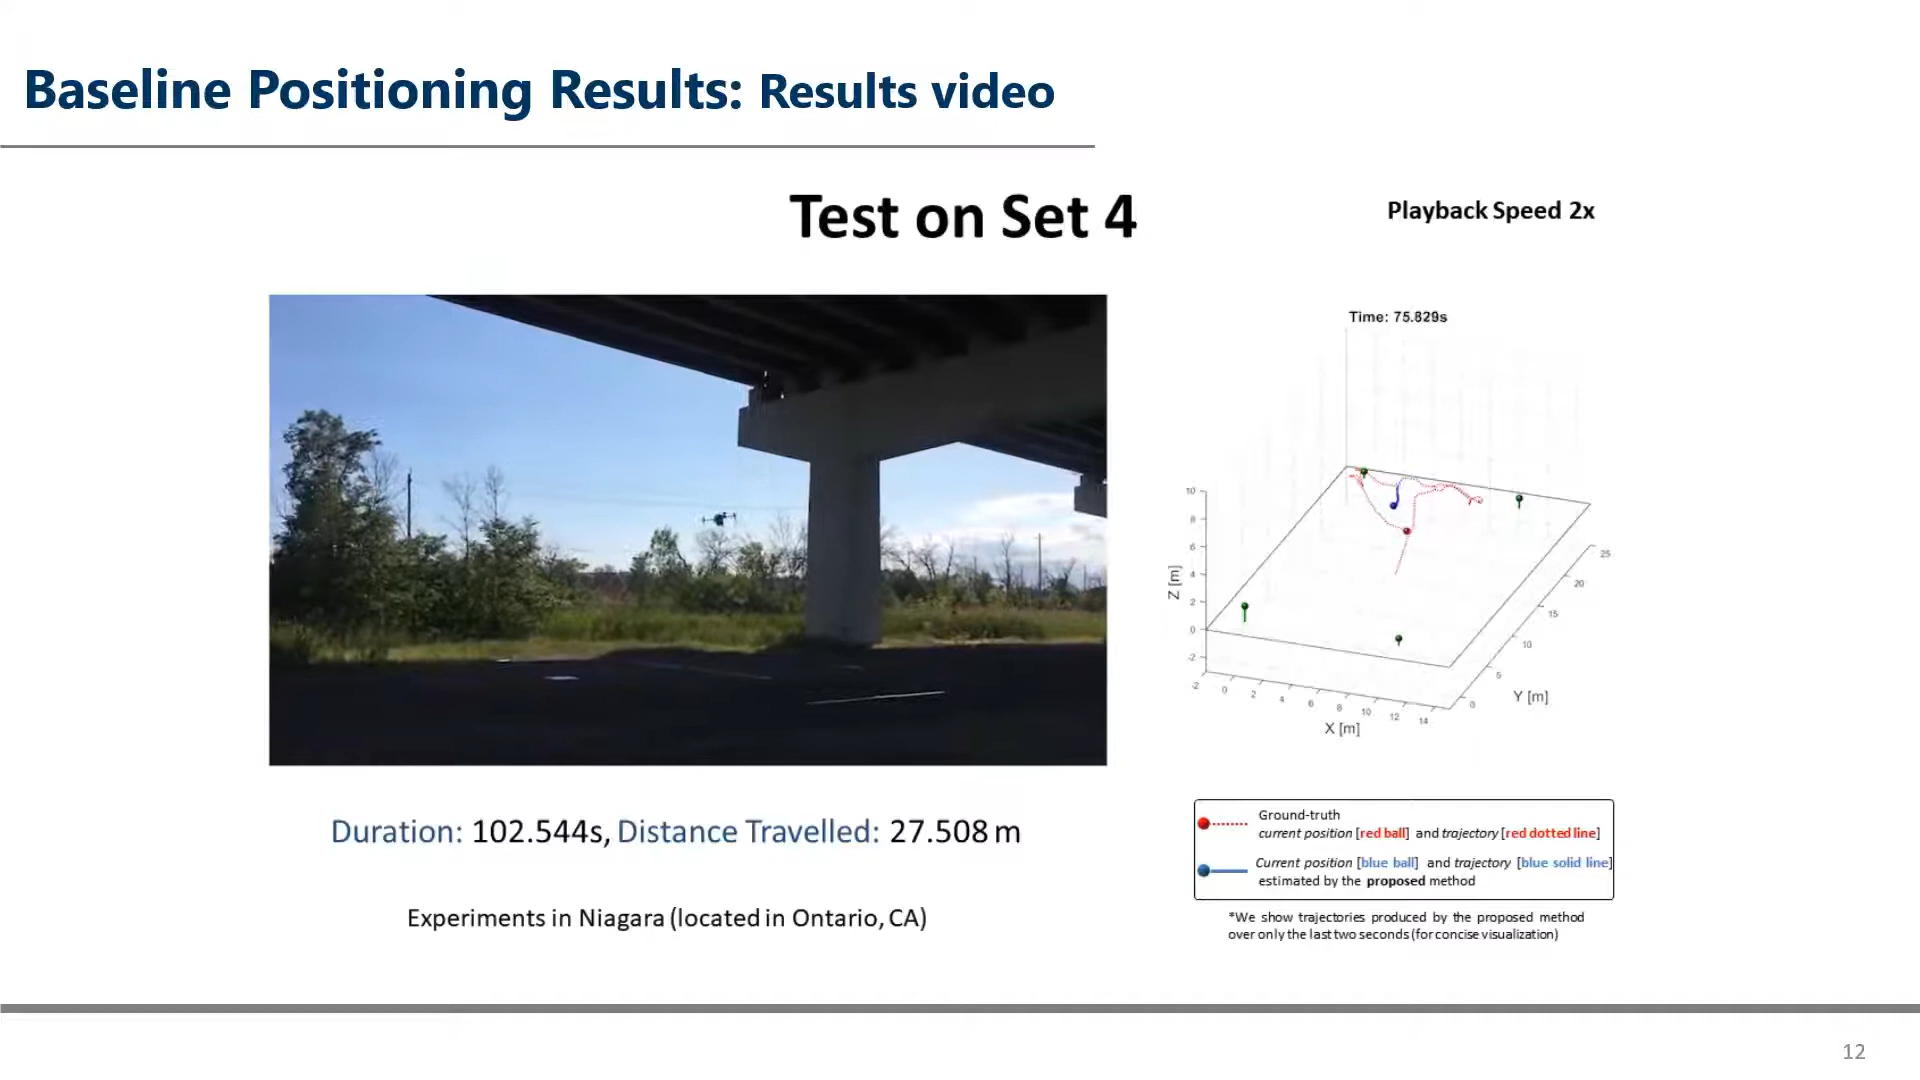 Baseline Positioning Results: Results video
Test on Set 4
Playback Speed 2x
Time: 75.829s
10
8
6
4
2
0
-2
Z [m]
-2
0
2
4
6
8
10
12
14
X [m]
0
5
10
15
20
25
Y [m]
Ground-truth
current position [red ball] and trajectory [red dotted line]
Current position [blue ball] and trajectory [blue solid line]
estimated by the proposed method
*We show trajectories produced by the proposed method
over only the last two seconds (for concise visualization)
Duration: 102.544s, Distance Travelled: 27.508 m
Experiments in Niagara (located in Ontario, CA)
12